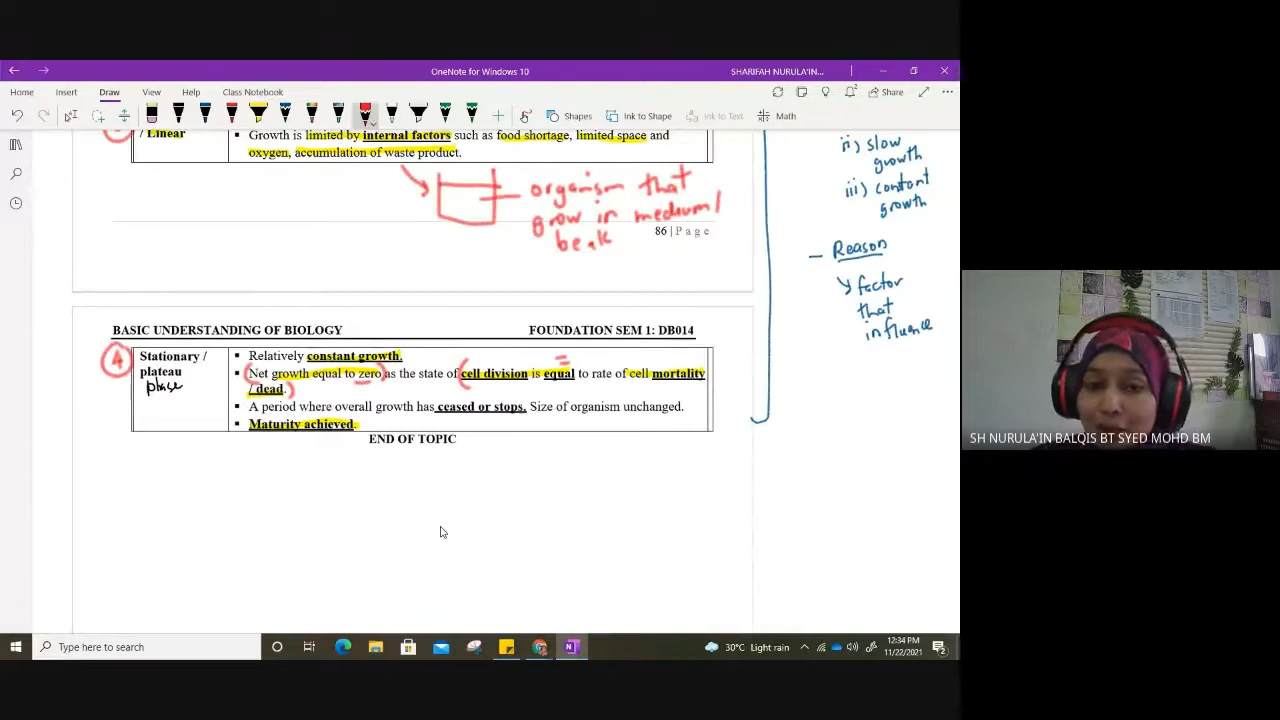 OneNote for Windows 10
SHARIFAH NURULA'IN...
Home Insert Draw View Help Class Notebook
Share
Shapes Ink to Shape Ink to Text Math
/ Linear
▪ Growth is limited by internal factors such as food shortage, limited space and
oxygen, accumulation of waste product.
organism that
grow in medium/
beak
86 | P a g e
ii) slow
growth
iii) constant
growth
- Reason
factor
that
influence
BASIC UNDERSTANDING OF BIOLOGY FOUNDATION SEM 1: DB014
4
Stationary /
plateau
phase
▪ Relatively constant growth.
▪ Net growth equal to zero as the state of cell division is equal to rate of cell mortality
/ dead.
=
▪ A period where overall growth has ceased or stops. Size of organism unchanged.
▪ Maturity achieved.
END OF TOPIC
SH NURULA'IN BALQIS BT SYED MOHD BM
Type here to search
30°C Light rain
12:34 PM
11/22/2021
2